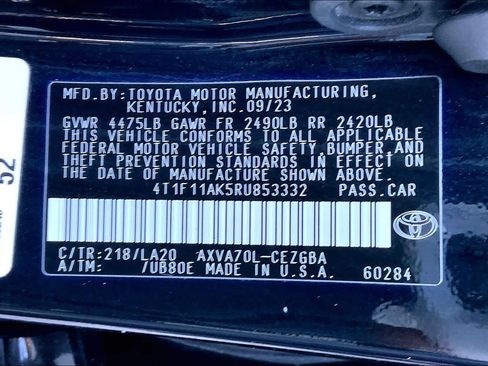 MFD.BY:TOYOTA MOTOR MANUFACTURING,
KENTUCKY,INC.09/23
GVWR 4475LB GAWR FR 2490LB RR 2420LB
THIS VEHICLE CONFORMS TO ALL APPLICABLE
FEDERAL MOTOR VEHICLE SAFETY,BUMPER,AND
THEFT PREVENTION STANDARDS IN EFFECT ON
THE DATE OF MANUFACTURE SHOWN ABOVE.
4T1F11AK5RU853332 PASS.CAR
C/TR:218/LA20 AXVA70L-CEZGBA
A/TM: /UB80E MADE IN U.S.A. 60284
52